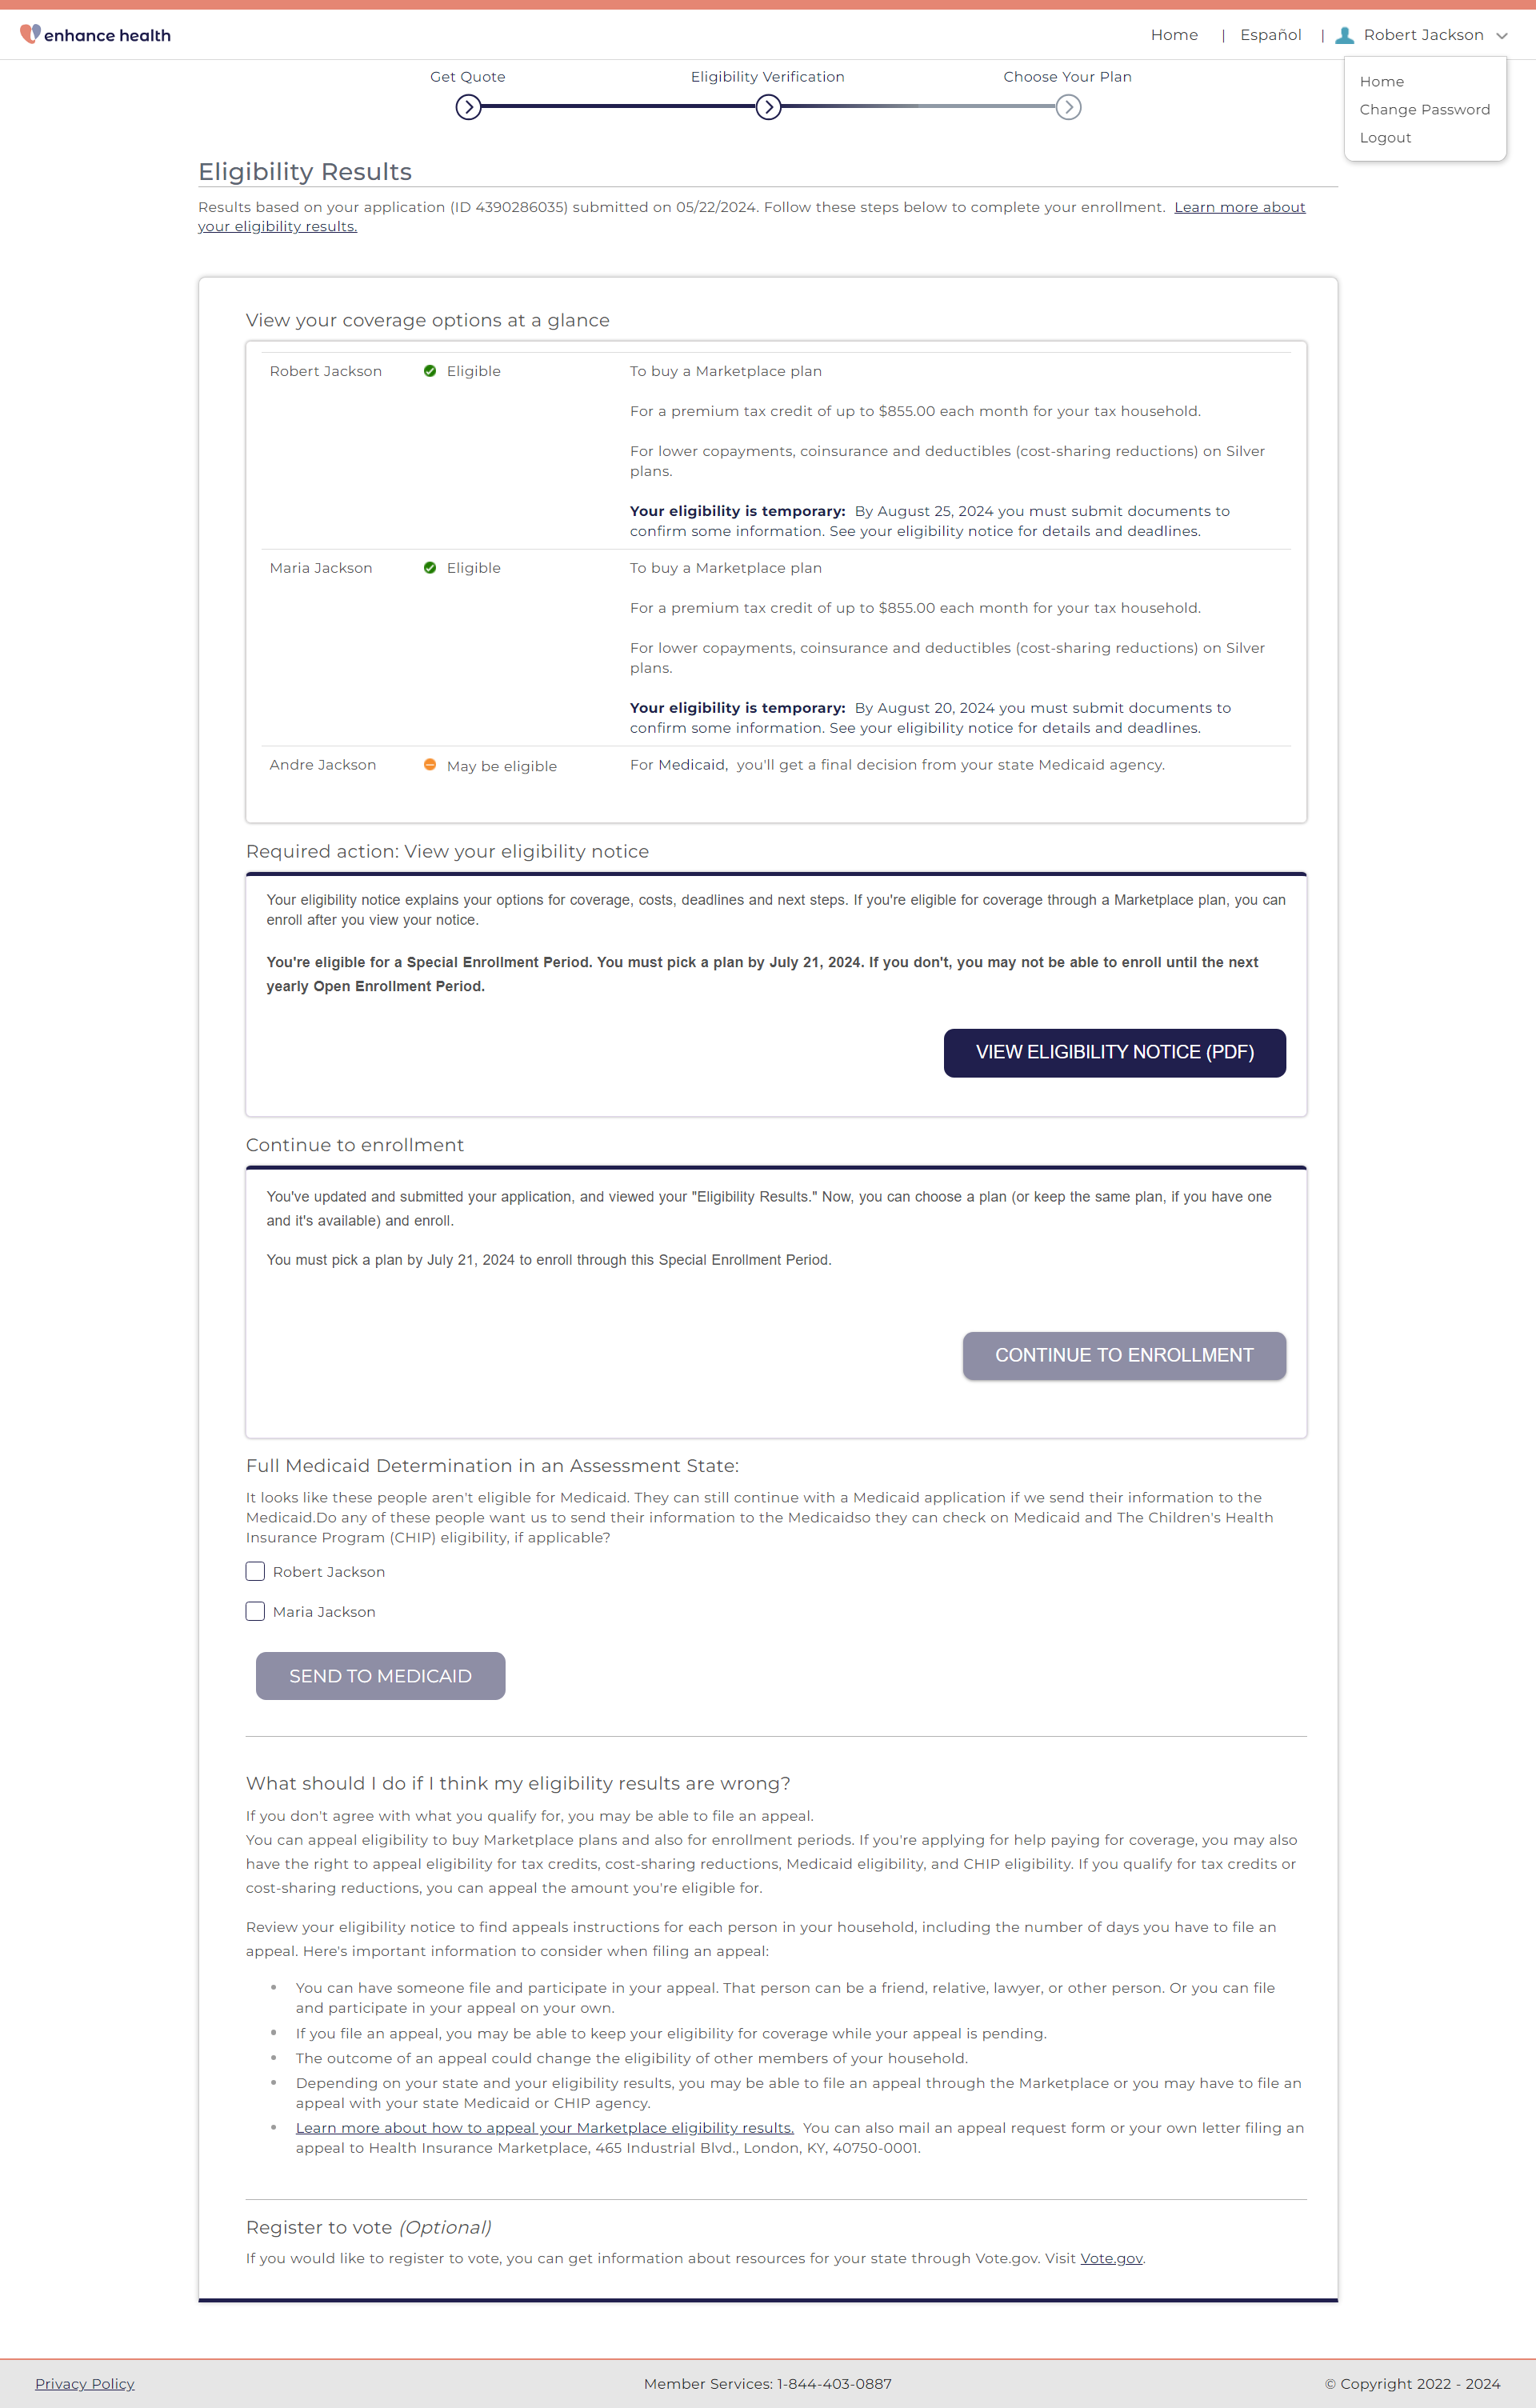 enhance health
Home | Español | Robert Jackson
Home
Change Password
Logout
Get Quote
Eligibility Verification
Choose Your Plan
Eligibility Results
Results based on your application (ID 4390286035) submitted on 05/22/2024. Follow these steps below to complete your enrollment. Learn more about
your eligibility results.
View your coverage options at a glance
Robert Jackson Eligible To buy a Marketplace plan
For a premium tax credit of up to $855.00 each month for your tax household.
For lower copayments, coinsurance and deductibles (cost-sharing reductions) on Silver
plans.
Your eligibility is temporary: By August 25, 2024 you must submit documents to
confirm some information. See your eligibility notice for details and deadlines.
Maria Jackson Eligible To buy a Marketplace plan
For a premium tax credit of up to $855.00 each month for your tax household.
For lower copayments, coinsurance and deductibles (cost-sharing reductions) on Silver
plans.
Your eligibility is temporary: By August 20, 2024 you must submit documents to
confirm some information. See your eligibility notice for details and deadlines.
Andre Jackson May be eligible For Medicaid, you'll get a final decision from your state Medicaid agency.
Required action: View your eligibility notice
Your eligibility notice explains your options for coverage, costs, deadlines and next steps. If you're eligible for coverage through a Marketplace plan, you can
enroll after you view your notice.
You're eligible for a Special Enrollment Period. You must pick a plan by July 21, 2024. If you don't, you may not be able to enroll until the next
yearly Open Enrollment Period.
VIEW ELIGIBILITY NOTICE (PDF)
Continue to enrollment
You've updated and submitted your application, and viewed your "Eligibility Results." Now, you can choose a plan (or keep the same plan, if you have one
and it's available) and enroll.
You must pick a plan by July 21, 2024 to enroll through this Special Enrollment Period.
CONTINUE TO ENROLLMENT
Full Medicaid Determination in an Assessment State:
It looks like these people aren't eligible for Medicaid. They can still continue with a Medicaid application if we send their information to the
Medicaid.Do any of these people want us to send their information to the Medicaidso they can check on Medicaid and The Children's Health
Insurance Program (CHIP) eligibility, if applicable?
Robert Jackson
Maria Jackson
SEND TO MEDICAID
What should I do if I think my eligibility results are wrong?
If you don't agree with what you qualify for, you may be able to file an appeal.
You can appeal eligibility to buy Marketplace plans and also for enrollment periods. If you're applying for help paying for coverage, you may also
have the right to appeal eligibility for tax credits, cost-sharing reductions, Medicaid eligibility, and CHIP eligibility. If you qualify for tax credits or
cost-sharing reductions, you can appeal the amount you're eligible for.
Review your eligibility notice to find appeals instructions for each person in your household, including the number of days you have to file an
appeal. Here's important information to consider when filing an appeal:
• You can have someone file and participate in your appeal. That person can be a friend, relative, lawyer, or other person. Or you can file
and participate in your appeal on your own.
• If you file an appeal, you may be able to keep your eligibility for coverage while your appeal is pending.
• The outcome of an appeal could change the eligibility of other members of your household.
• Depending on your state and your eligibility results, you may be able to file an appeal through the Marketplace or you may have to file an
appeal with your state Medicaid or CHIP agency.
• Learn more about how to appeal your Marketplace eligibility results. You can also mail an appeal request form or your own letter filing an
appeal to Health Insurance Marketplace, 465 Industrial Blvd., London, KY, 40750-0001.
Register to vote (Optional)
If you would like to register to vote, you can get information about resources for your state through Vote.gov. Visit Vote.gov.
Privacy Policy
Member Services: 1-844-403-0887
© Copyright 2022 - 2024